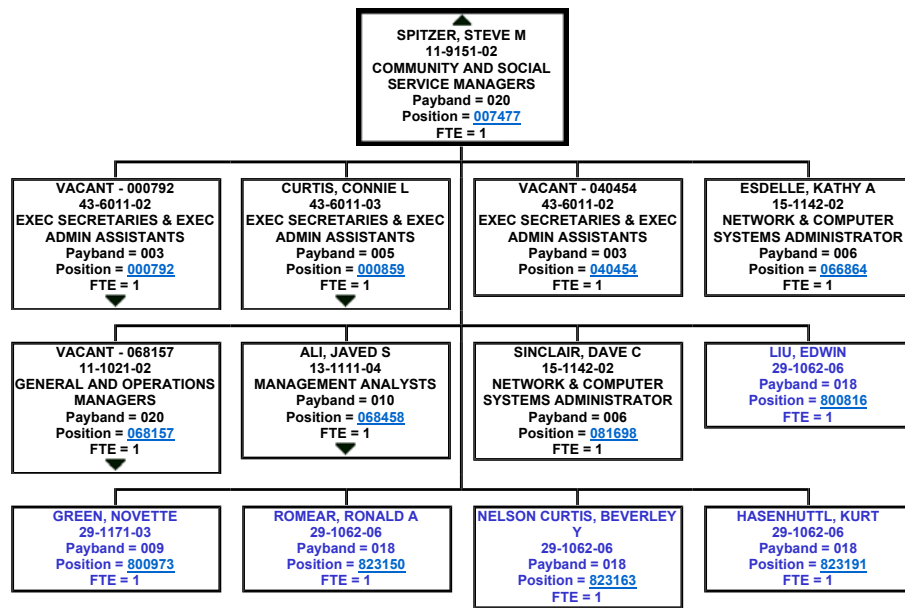 SPITZER, STEVE M
11-9151-02
COMMUNITY AND SOCIAL
SERVICE MANAGERS
Payband = 020
Position = 007477
FTE = 1
VACANT - 000792
43-6011-02
EXEC SECRETARIES & EXEC
ADMIN ASSISTANTS
Payband = 003
Position = 000792
FTE = 1
CURTIS, CONNIE L
43-6011-03
EXEC SECRETARIES & EXEC
ADMIN ASSISTANTS
Payband = 005
Position = 000859
FTE = 1
VACANT - 040454
43-6011-02
EXEC SECRETARIES & EXEC
ADMIN ASSISTANTS
Payband = 003
Position = 040454
FTE = 1
ESDELLE, KATHY A
15-1142-02
NETWORK & COMPUTER
SYSTEMS ADMINISTRATOR
Payband = 006
Position = 066864
FTE = 1
VACANT - 068157
11-1021-02
GENERAL AND OPERATIONS
MANAGERS
Payband = 020
Position = 068157
FTE = 1
ALI, JAVED S
13-1111-04
MANAGEMENT ANALYSTS
Payband = 010
Position = 068458
FTE = 1
SINCLAIR, DAVE C
15-1142-02
NETWORK & COMPUTER
SYSTEMS ADMINISTRATOR
Payband = 006
Position = 081698
FTE = 1
LIU, EDWIN
29-1062-06
Payband = 018
Position = 800816
FTE = 1
GREEN, NOVETTE
29-1171-03
Payband = 009
Position = 800973
FTE = 1
ROMEAR, RONALD A
29-1062-06
Payband = 018
Position = 823150
FTE = 1
NELSON CURTIS, BEVERLEY
Y
29-1062-06
Payband = 018
Position = 823163
FTE = 1
HASENHUTTL, KURT
29-1062-06
Payband = 018
Position = 823191
FTE = 1